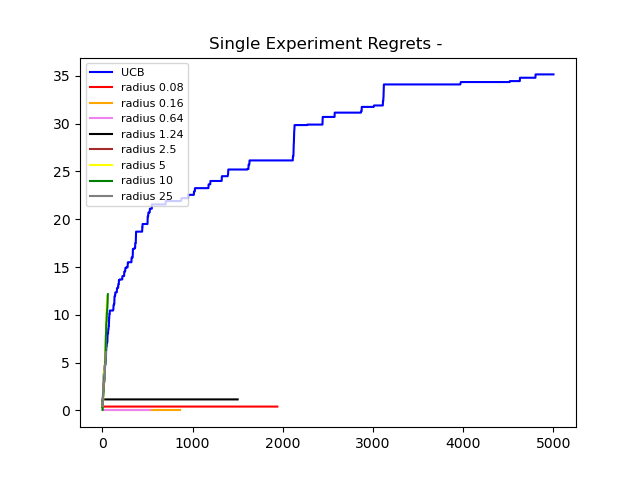 Single Experiment Regrets -
UCB
radius 0.08
radius 0.16
radius 0.64
radius 1.24
radius 2.5
radius 5
radius 10
radius 25
35
30
25
20
15
10
5
0
0 1000 2000 3000 4000 5000